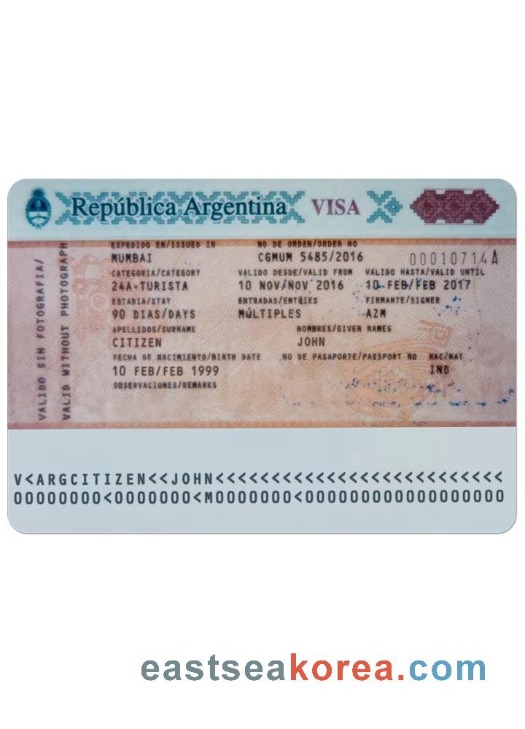 República Argentina VISA
EXPEDIDO EN/ISSUED IN NO DE ORDEN/ORDER NO
MUMBAI CGMUM 5485/2016 00010714A
CATEGORIA/CATEGORY VALIDO DESDE/VALID FROM VALIDO HASTA/VALID UNTIL
24A-TURISTA 10 NOV/NOV 2016 10 FEB/FEB 2017
ESTADIA/STAY ENTRADAS/ENTRIES FIRMANTE/SIGNER
90 DIAS/DAYS MÚLTIPLES AZM
APELLIDOS/SURNAME NOMBRES/GIVEN NAMES
CITIZEN JOHN
FECHA DE NACIMIENTO/BIRTH DATE NO DE PASAPORTE/PASSPORT NO NAC/NAT
10 FEB/FEB 1999 IND
OBSERVACIONES/REMARKS
VALIDO SIN FOTOGRAFIA/
VALID WITHOUT PHOTOGRAPH
V<ARGCITIZEN<<JOHN<<<<<<<<<<<<<<<<<<<<<<<<<<
00000000<0000000<M0000000<000000000000000000
eastseakorea.com